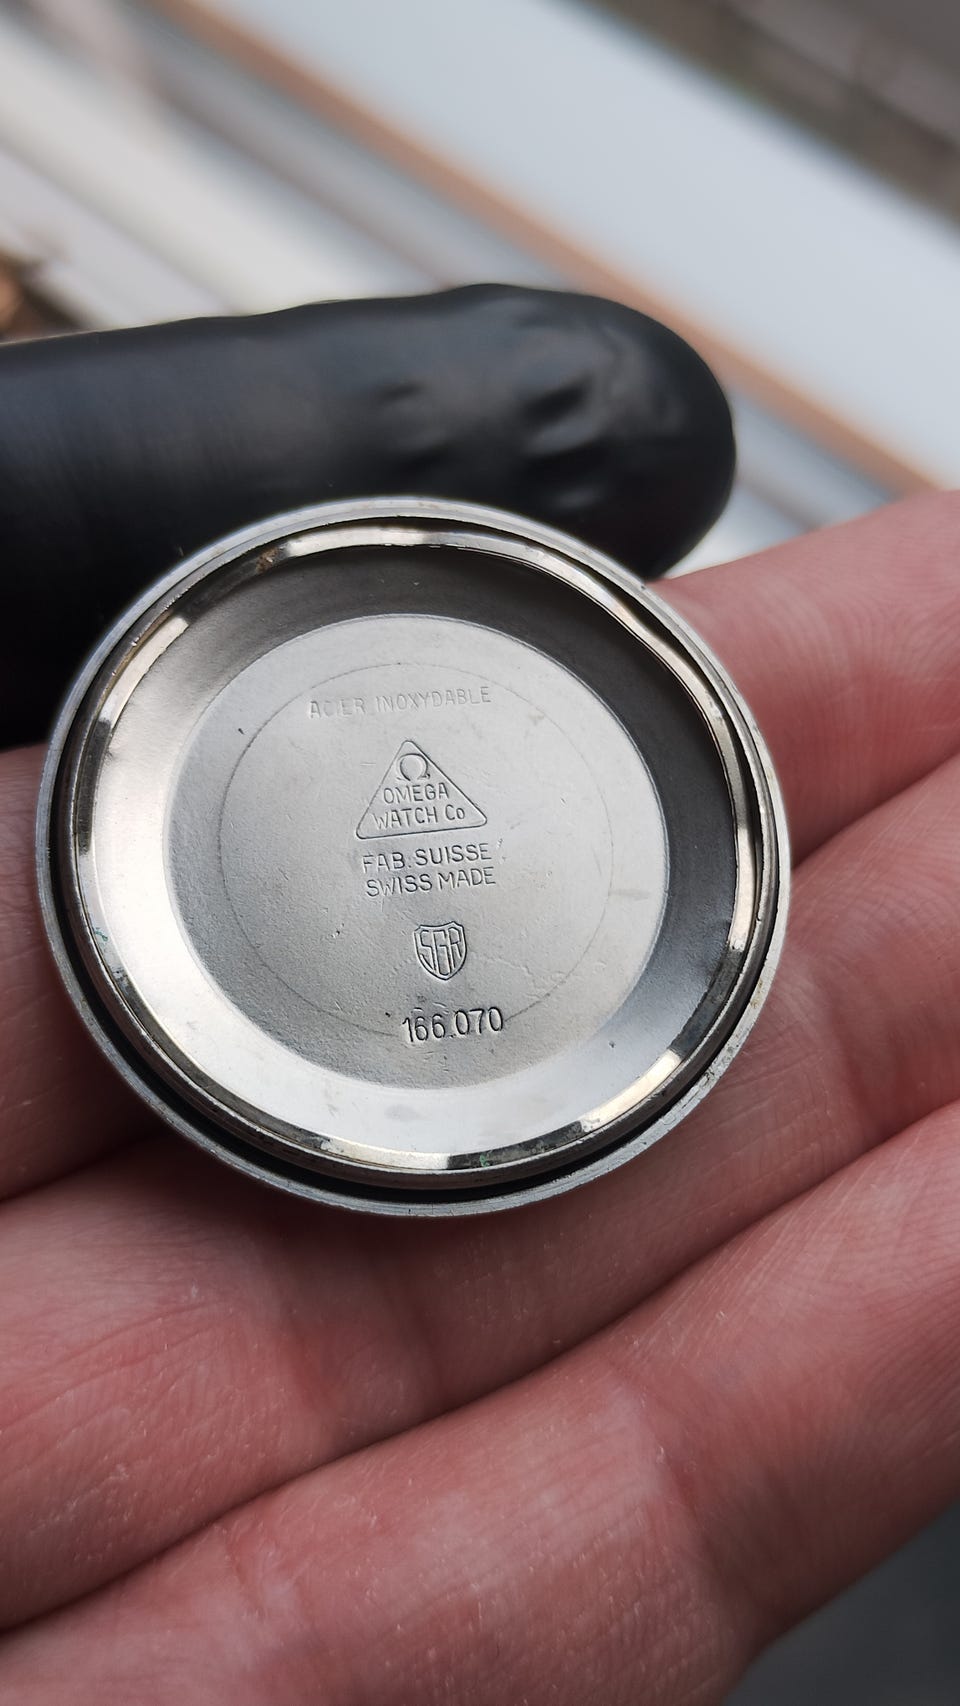 ACIER INOXYDABLE
Ω
OMEGA
WATCH Co
FAB. SUISSE
SWISS MADE
SGR
166.070